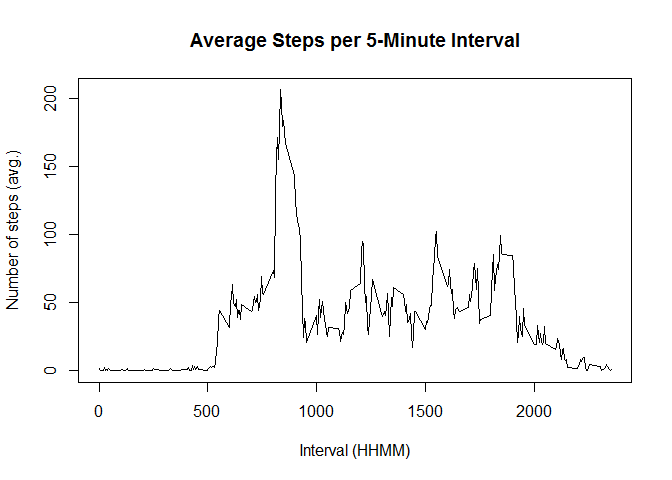 Average Steps per 5-Minute Interval
Number of steps (avg.)
200
150
100
50
0
0 500 1000 1500 2000
Interval (HHMM)